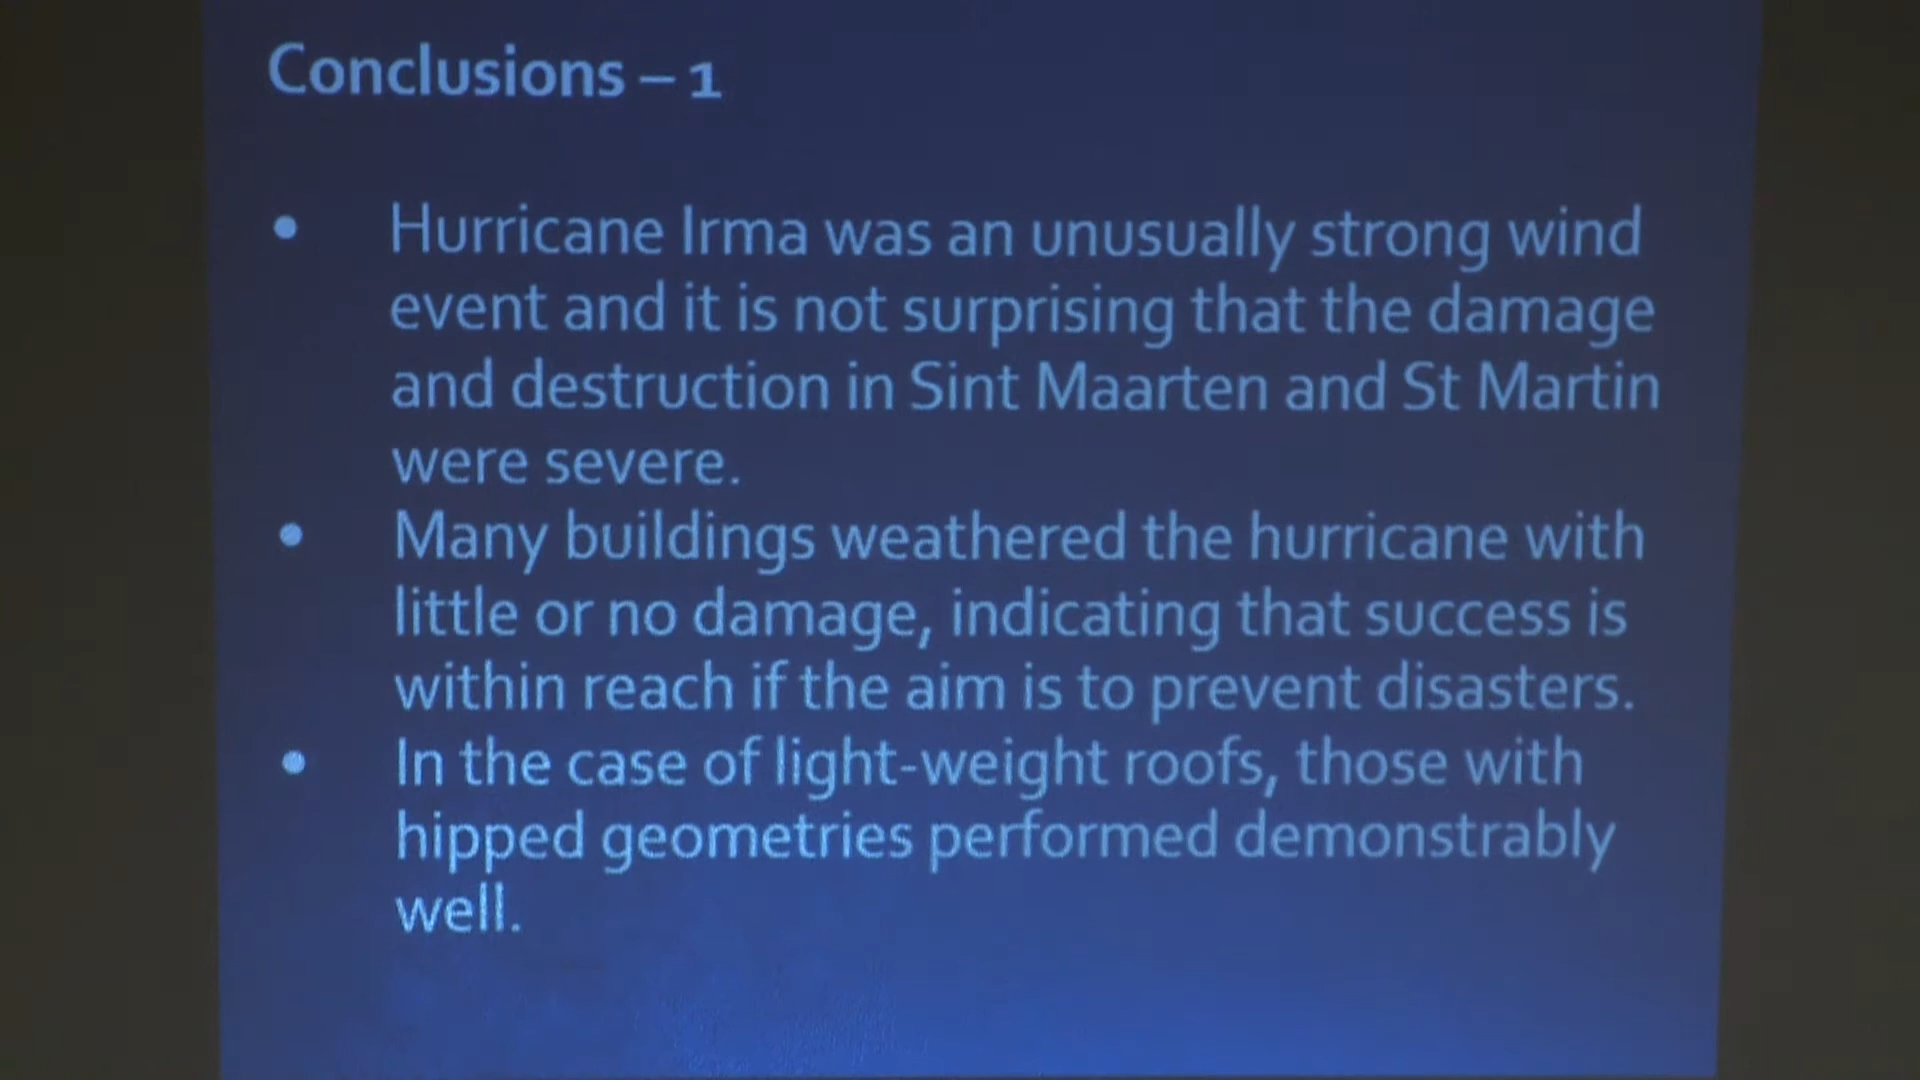 Conclusions – 1
• Hurricane Irma was an unusually strong wind
event and it is not surprising that the damage
and destruction in Sint Maarten and St Martin
were severe.
• Many buildings weathered the hurricane with
little or no damage, indicating that success is
within reach if the aim is to prevent disasters.
• In the case of light-weight roofs, those with
hipped geometries performed demonstrably
well.